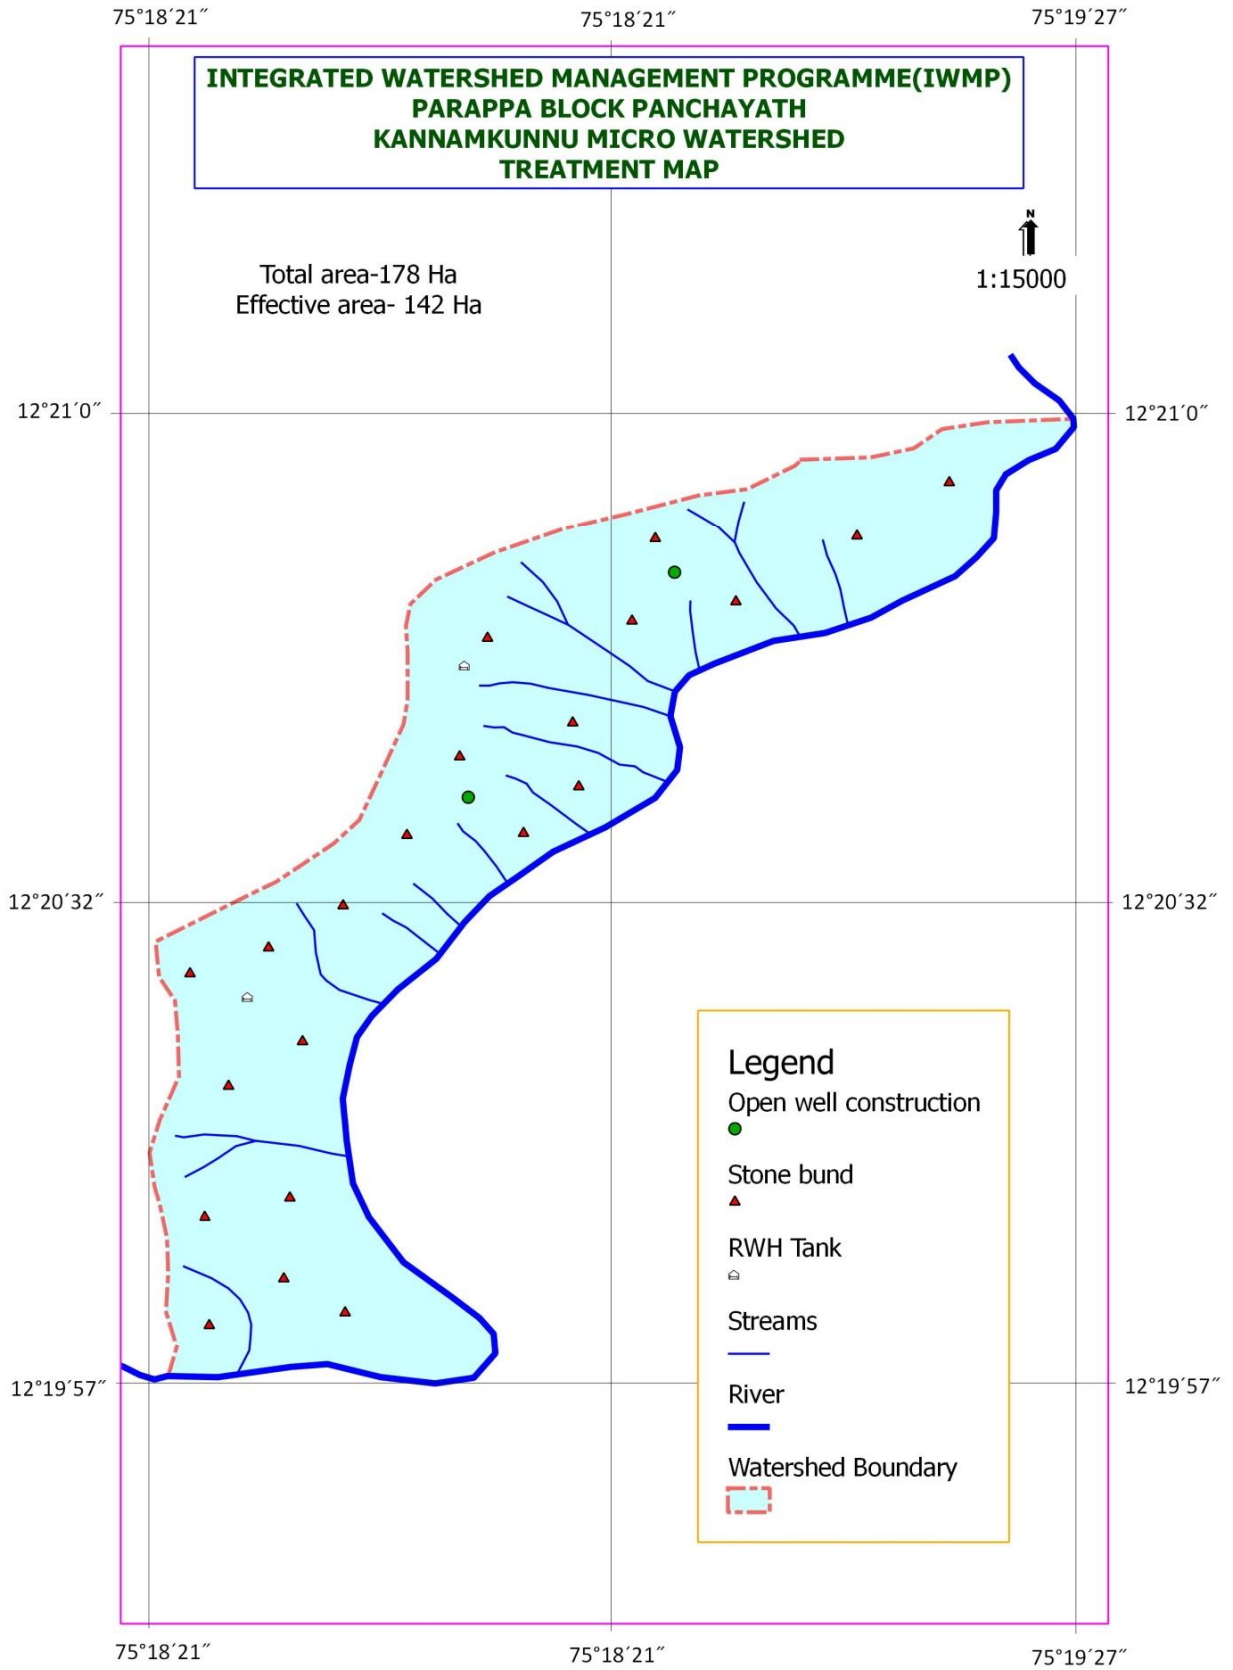 75°18´21˝ 75°18´21˝ 75°19´27˝
INTEGRATED WATERSHED MANAGEMENT PROGRAMME(IWMP)
PARAPPA BLOCK PANCHAYATH
KANNAMKUNNU MICRO WATERSHED
TREATMENT MAP
N
1:15000
Total area-178 Ha
Effective area- 142 Ha
12°21´0˝ 12°21´0˝
12°20´32˝ 12°20´32˝
Legend
Open well construction
Stone bund
RWH Tank
Streams
River
Watershed Boundary
12°19´57˝ 12°19´57˝
75°18´21˝ 75°18´21˝ 75°19´27˝